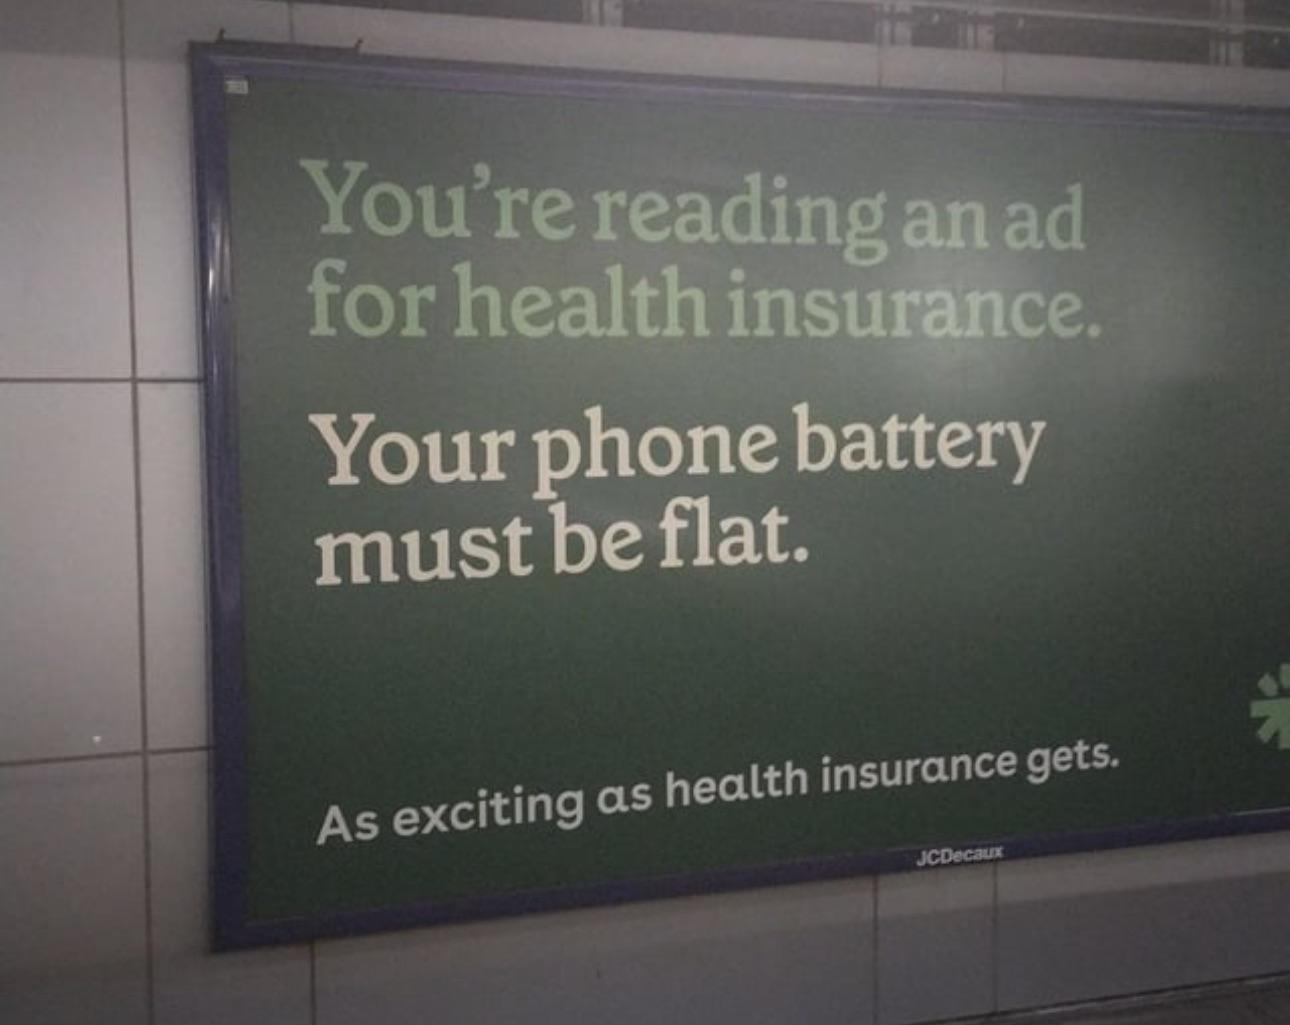 You're reading an ad
for health insurance.
Your phone battery
must be flat.
As exciting as health insurance gets.
JCDecaux